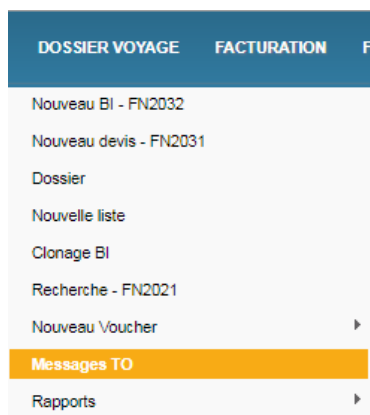 DOSSIER VOYAGE FACTURATION F
Nouveau BI - FN2032
Nouveau devis - FN2031
Dossier
Nouvelle liste
Clonage BI
Recherche - FN2021
Nouveau Voucher
Messages TO
Rapports